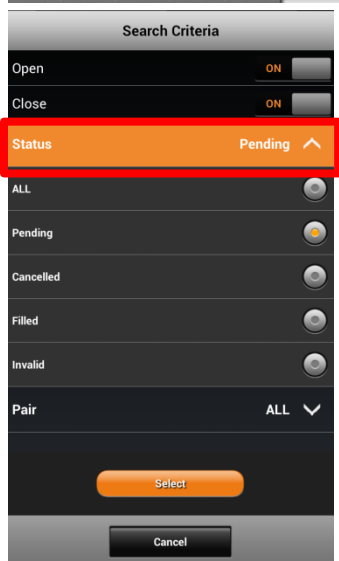 Search Criteria
Open ON
Close ON
Status Pending
ALL
Pending
Cancelled
Filled
Invalid
Pair ALL
Select
Cancel